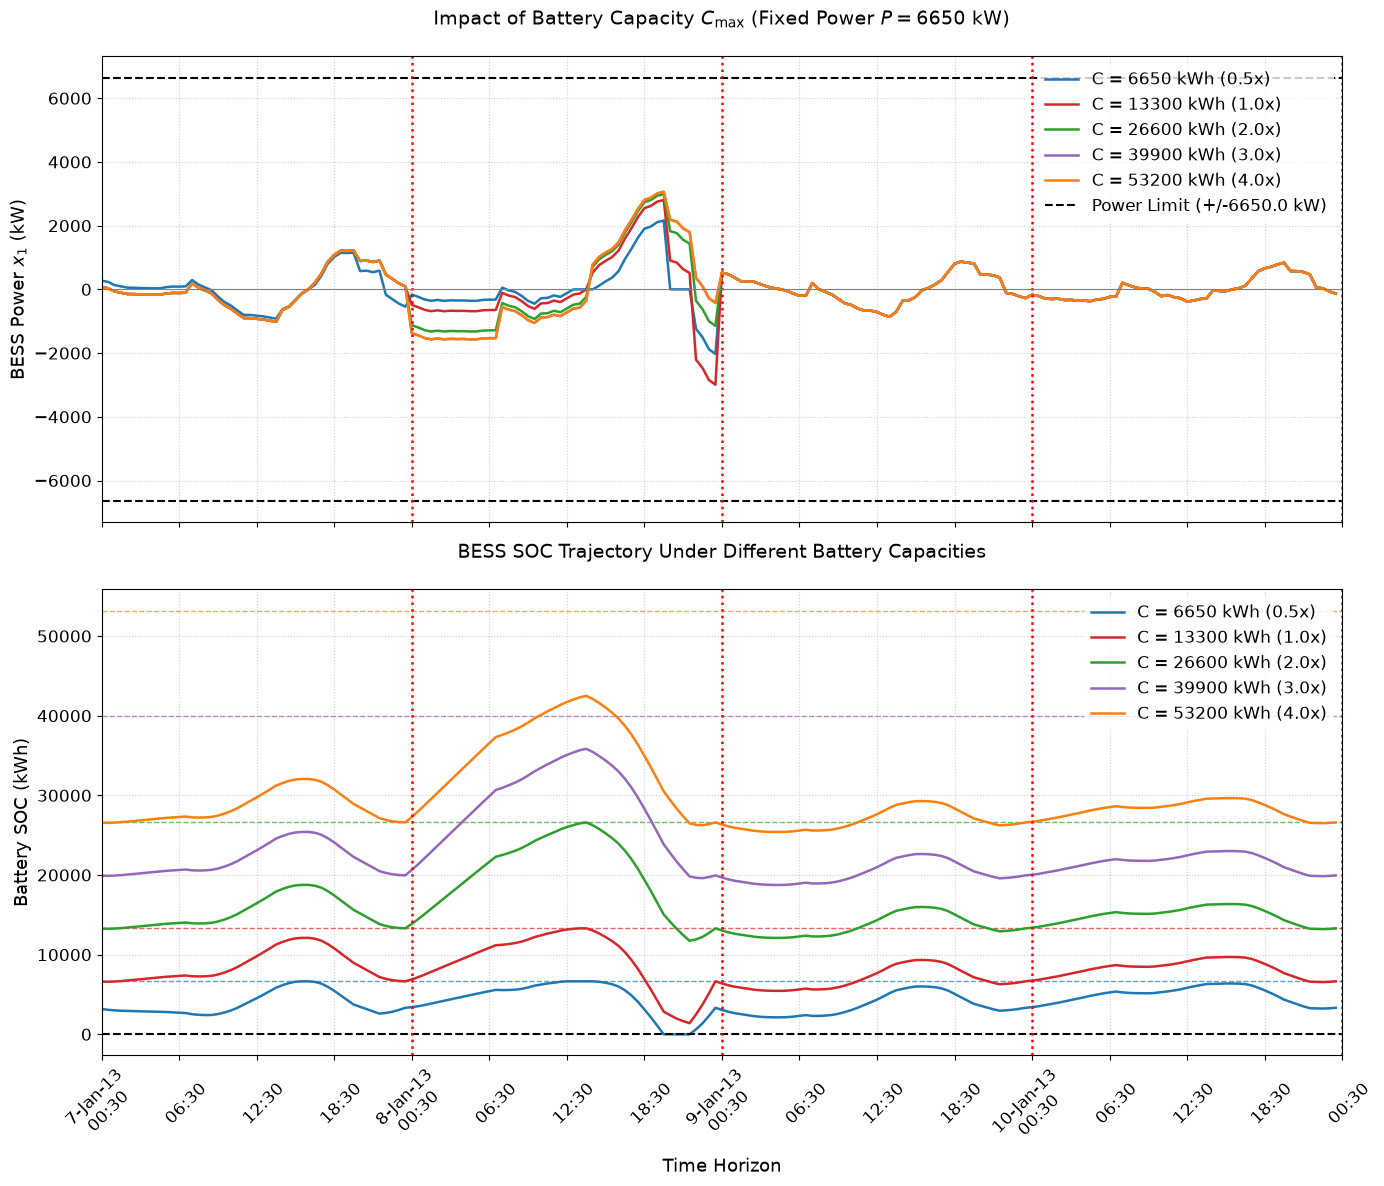 Impact of Battery Capacity C_max (Fixed Power P = 6650 kW)
6000
4000
2000
0
−2000
−4000
−6000
BESS Power x_1 (kW)
C = 6650 kWh (0.5x)
C = 13300 kWh (1.0x)
C = 26600 kWh (2.0x)
C = 39900 kWh (3.0x)
C = 53200 kWh (4.0x)
Power Limit (+/-6650.0 kW)
BESS SOC Trajectory Under Different Battery Capacities
50000
40000
30000
20000
10000
0
Battery SOC (kWh)
C = 6650 kWh (0.5x)
C = 13300 kWh (1.0x)
C = 26600 kWh (2.0x)
C = 39900 kWh (3.0x)
C = 53200 kWh (4.0x)
7-Jan-13
00:30
06:30
12:30
18:30
8-Jan-13
00:30
06:30
12:30
18:30
9-Jan-13
00:30
06:30
12:30
18:30
10-Jan-13
00:30
06:30
12:30
18:30
00:30
Time Horizon